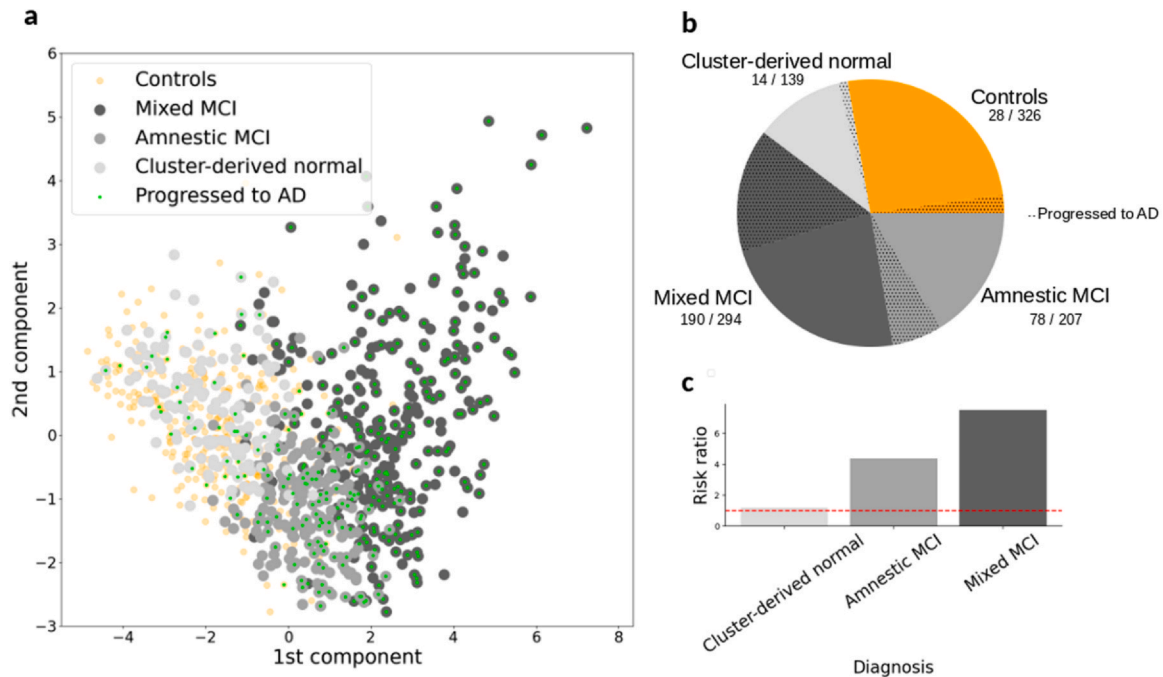 a
6
5
4
3
2
1
0
−1
−2
−3
2nd component
Controls
Mixed MCI
Amnestic MCI
Cluster-derived normal
Progressed to AD
−4
−2
0
2
4
6
8
1st component
b
Cluster-derived normal
14 / 139
Controls
28 / 326
Progressed to AD
Mixed MCI
190 / 294
Amnestic MCI
78 / 207
c
6
4
2
0
Risk ratio
Cluster-derived normal
Amnestic MCI
Mixed MCI
Diagnosis